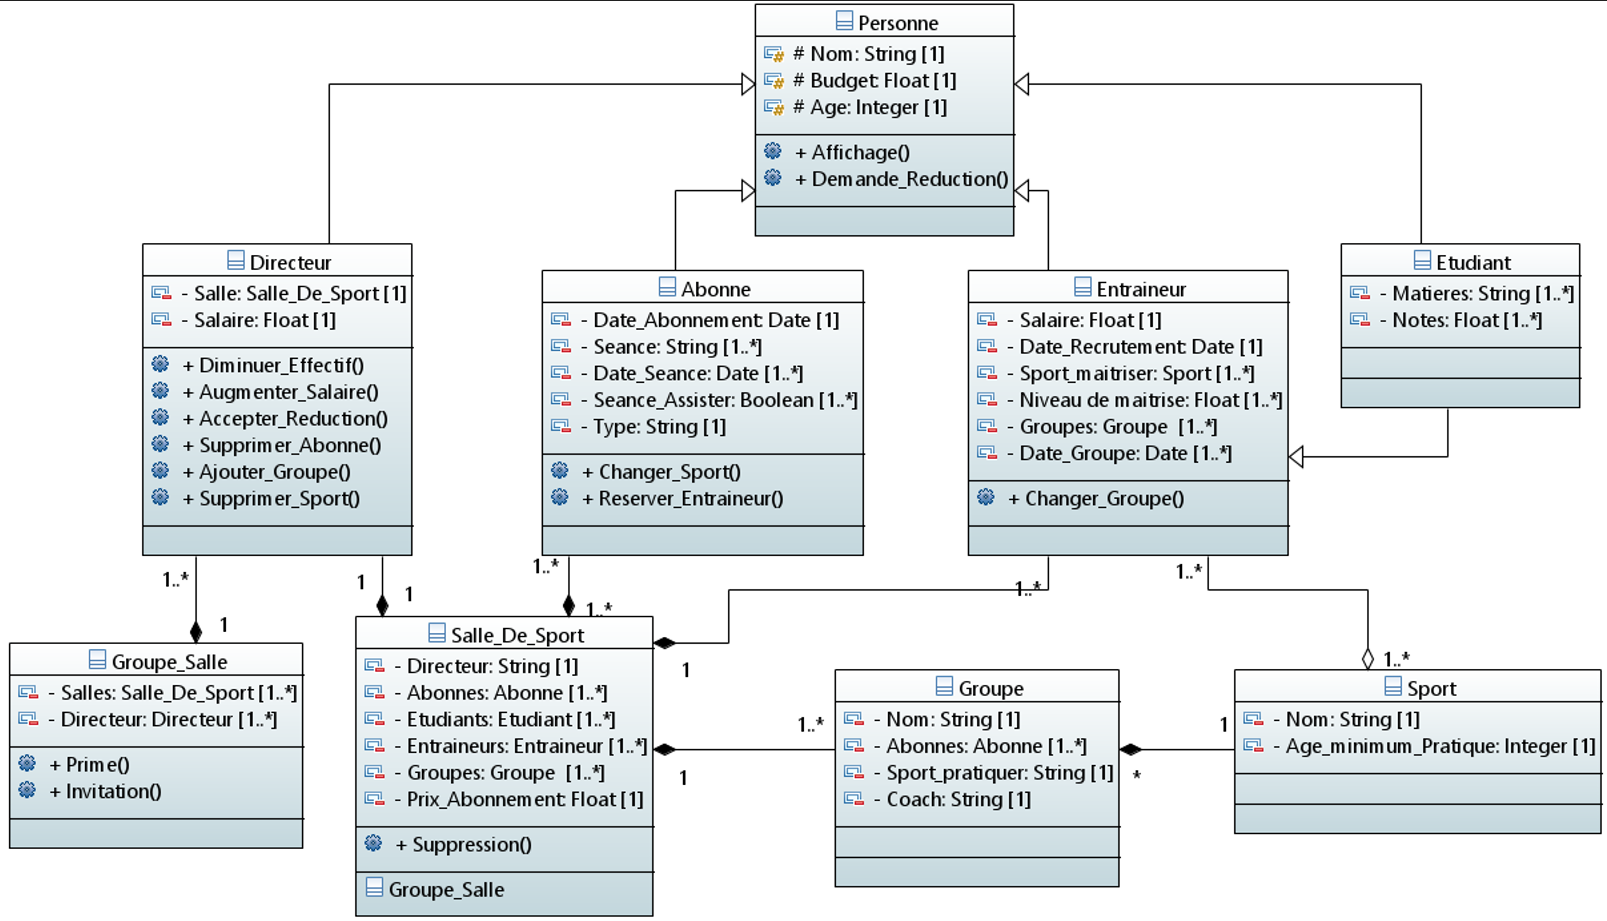 Personne
# Nom: String [1]
# Budget: Float [1]
# Age: Integer [1]
+ Affichage()
+ Demande_Reduction()
Directeur
- Salle: Salle_De_Sport [1]
- Salaire: Float [1]
+ Diminuer_Effectif()
+ Augmenter_Salaire()
+ Accepter_Reduction()
+ Supprimer_Abonne()
+ Ajouter_Groupe()
+ Supprimer_Sport()
Abonne
- Date_Abonnement: Date [1]
- Seance: String [1..*]
- Date_Seance: Date [1..*]
- Seance_Assister: Boolean [1..*]
- Type: String [1]
+ Changer_Sport()
+ Reserver_Entraineur()
Entraineur
- Salaire: Float [1]
- Date_Recrutement: Date [1]
- Sport_maitriser: Sport [1..*]
- Niveau de maitrise: Float [1..*]
- Groupes: Groupe [1..*]
- Date_Groupe: Date [1..*]
+ Changer_Groupe()
Etudiant
- Matieres: String [1..*]
- Notes: Float [1..*]
1..*
1
1
1
1..*
1..*
1..*
1
1..*
1..*
Groupe_Salle
- Salles: Salle_De_Sport [1..*]
- Directeur: Directeur [1..*]
+ Prime()
+ Invitation()
Salle_De_Sport
- Directeur: String [1]
- Abonnes: Abonne [1..*]
- Etudiants: Etudiant [1..*]
- Entraineurs: Entraineur [1..*]
- Groupes: Groupe [1..*]
- Prix_Abonnement: Float [1]
+ Suppression()
Groupe_Salle
1
1..*
Groupe
- Nom: String [1]
- Abonnes: Abonne [1..*]
- Sport_pratiquer: String [1]
- Coach: String [1]
*
1
Sport
- Nom: String [1]
- Age_minimum_Pratique: Integer [1]